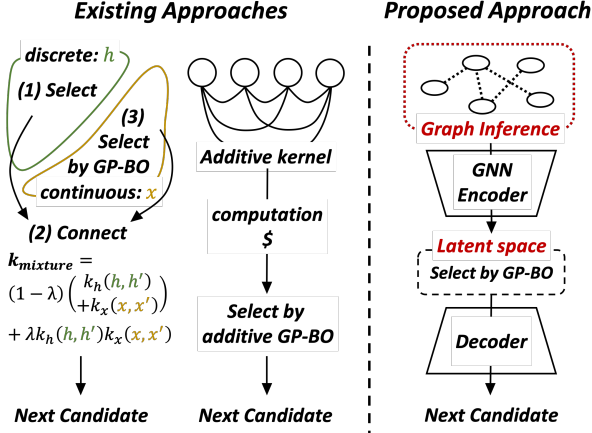 Existing Approaches
discrete: h
(1) Select
(3)
Select
by GP-BO
continuous: x
(2) Connect
k_mixture =
(1 − λ) ( k_h(h, h′)
+k_x(x, x′) )
+ λk_h(h, h′)k_x(x, x′)
Next Candidate
Additive kernel
computation
$
Select by
additive GP-BO
Next Candidate
Proposed Approach
Graph Inference
GNN
Encoder
Latent space
Select by GP-BO
Decoder
Next Candidate